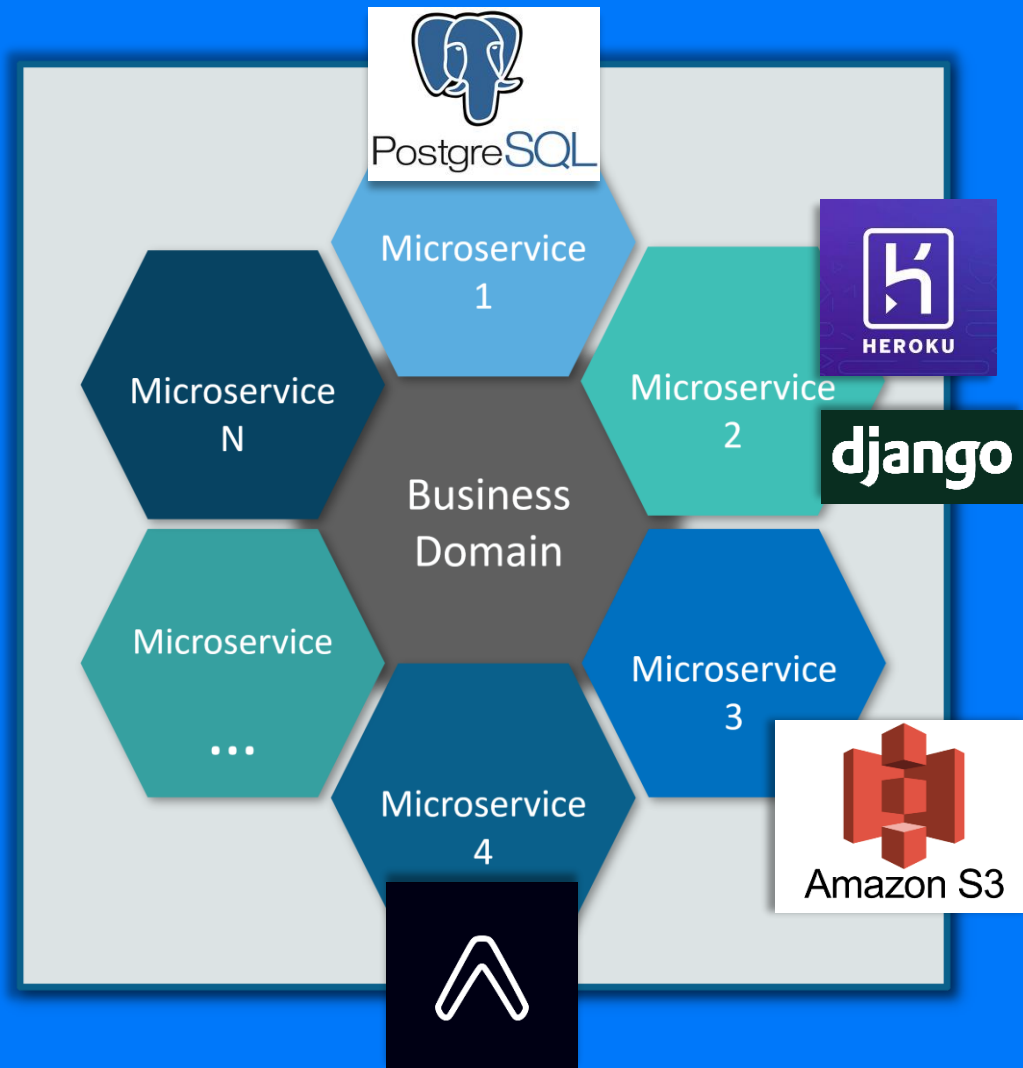 PostgreSQL
Microservice
1
HEROKU
Microservice
2
django
Microservice
N
Business
Domain
Microservice
...
Microservice
3
Amazon S3
Microservice
4